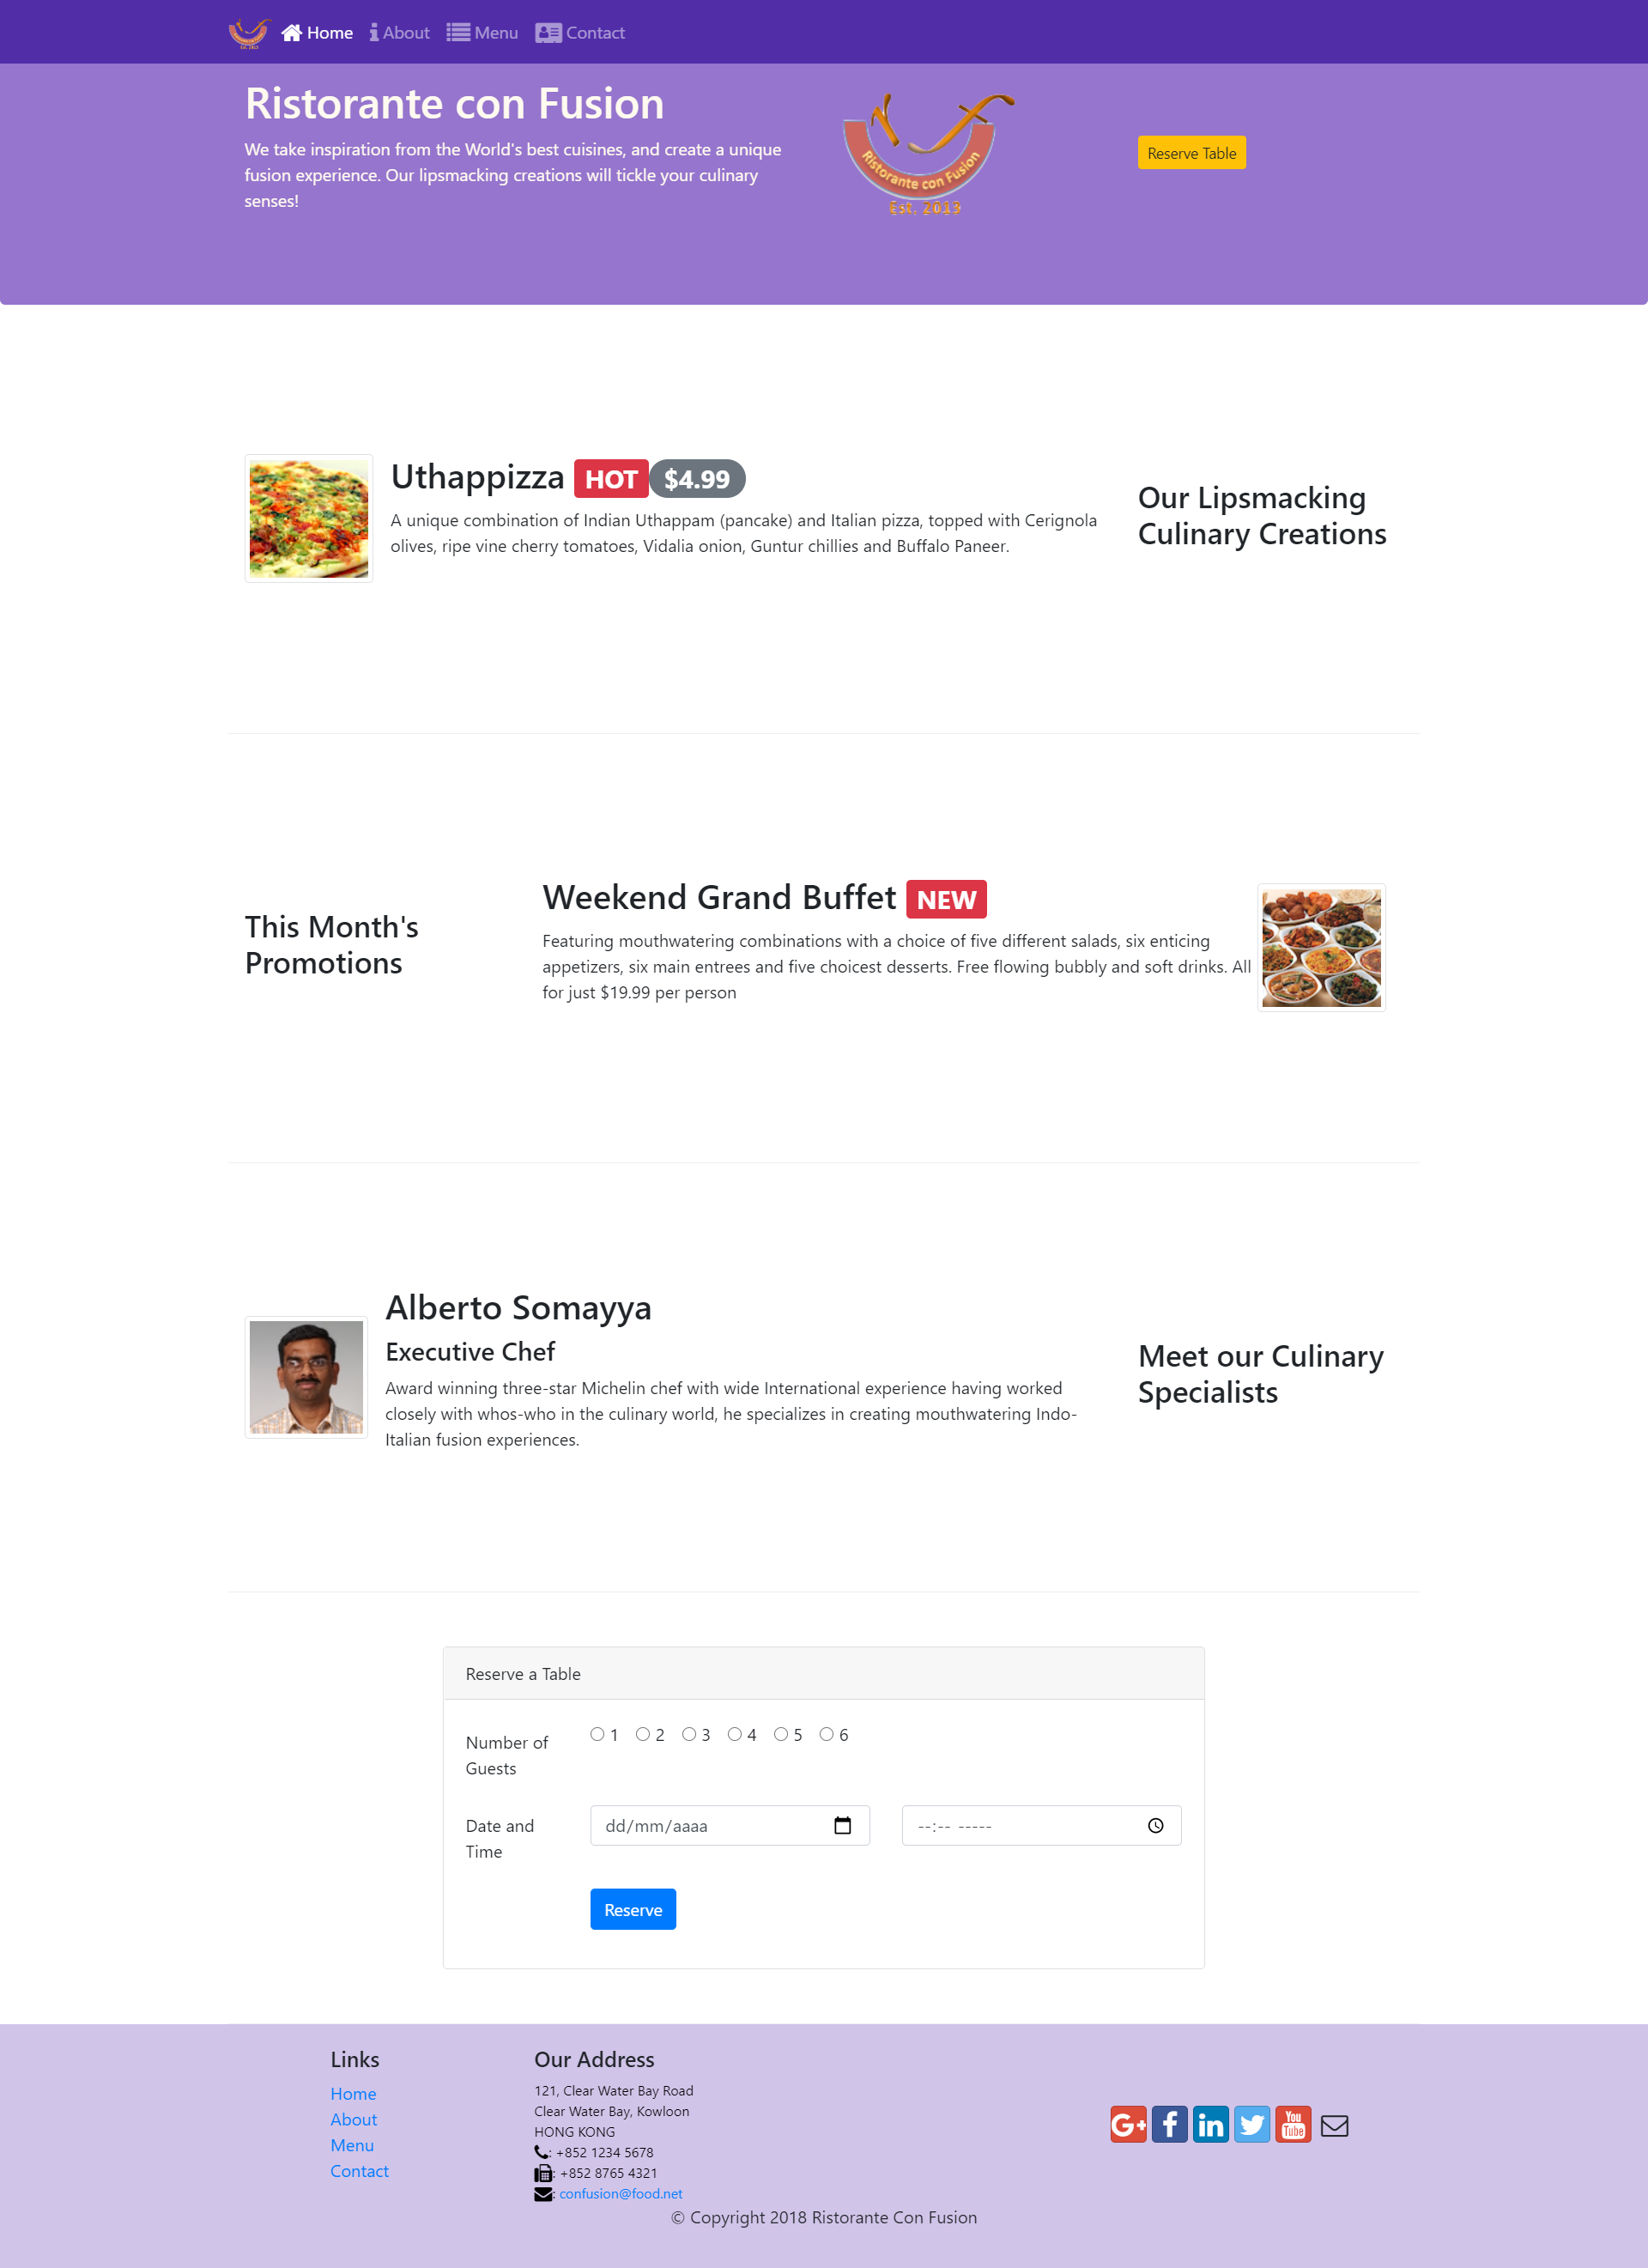 Home About Menu Contact
Ristorante con Fusion
We take inspiration from the World's best cuisines, and create a unique
fusion experience. Our lipsmacking creations will tickle your culinary
senses!
Ristorante con Fusion
Est. 2013
Reserve Table
Uthappizza HOT $4.99
A unique combination of Indian Uthappam (pancake) and Italian pizza, topped with Cerignola
olives, ripe vine cherry tomatoes, Vidalia onion, Guntur chillies and Buffalo Paneer.
Our Lipsmacking
Culinary Creations
This Month's
Promotions
Weekend Grand Buffet NEW
Featuring mouthwatering combinations with a choice of five different salads, six enticing
appetizers, six main entrees and five choicest desserts. Free flowing bubbly and soft drinks. All
for just $19.99 per person
Alberto Somayya
Executive Chef
Award winning three-star Michelin chef with wide International experience having worked
closely with whos-who in the culinary world, he specializes in creating mouthwatering Indo-
Italian fusion experiences.
Meet our Culinary
Specialists
Reserve a Table
Number of
Guests
1 2 3 4 5 6
Date and
Time
dd/mm/aaaa
--:-- -----
Reserve
Links
Home
About
Menu
Contact
Our Address
121, Clear Water Bay Road
Clear Water Bay, Kowloon
HONG KONG
: +852 1234 5678
: +852 8765 4321
: confusion@food.net
G+ f in You Tube
© Copyright 2018 Ristorante Con Fusion